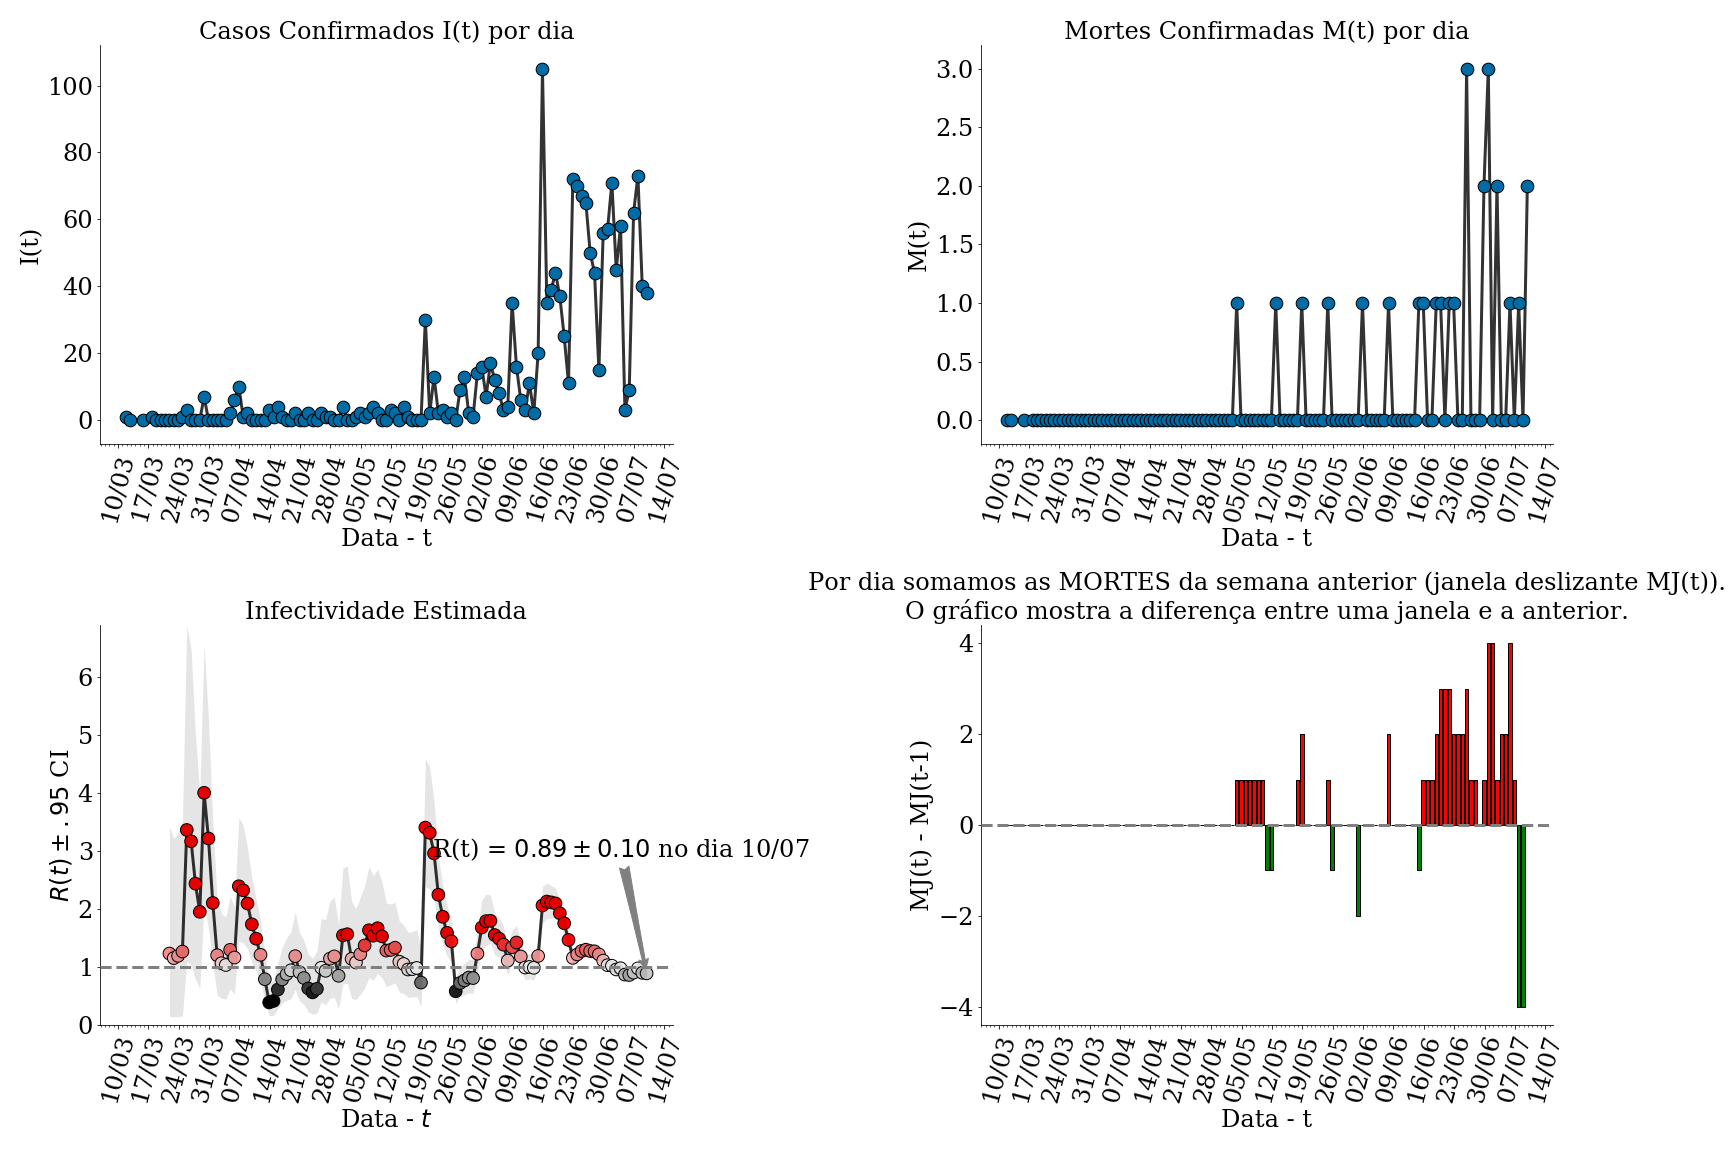 Casos Confirmados I(t) por dia
I(t)
100
80
60
40
20
0
10/03 17/03 24/03 31/03 07/04 14/04 21/04 28/04 05/05 12/05 19/05 26/05 02/06 09/06 16/06 23/06 30/06 07/07 14/07
Data - t
Mortes Confirmadas M(t) por dia
M(t)
3.0
2.5
2.0
1.5
1.0
0.5
0.0
10/03 17/03 24/03 31/03 07/04 14/04 21/04 28/04 05/05 12/05 19/05 26/05 02/06 09/06 16/06 23/06 30/06 07/07 14/07
Data - t
Infectividade Estimada
R(t) ± .95 CI
6
5
4
3
2
1
0
R(t) = 0.89 ± 0.10 no dia 10/07
10/03 17/03 24/03 31/03 07/04 14/04 21/04 28/04 05/05 12/05 19/05 26/05 02/06 09/06 16/06 23/06 30/06 07/07 14/07
Data - t
Por dia somamos as MORTES da semana anterior (janela deslizante MJ(t)).
O gráfico mostra a diferença entre uma janela e a anterior.
MJ(t) - MJ(t-1)
4
2
0
−2
−4
10/03 17/03 24/03 31/03 07/04 14/04 21/04 28/04 05/05 12/05 19/05 26/05 02/06 09/06 16/06 23/06 30/06 07/07 14/07
Data - t